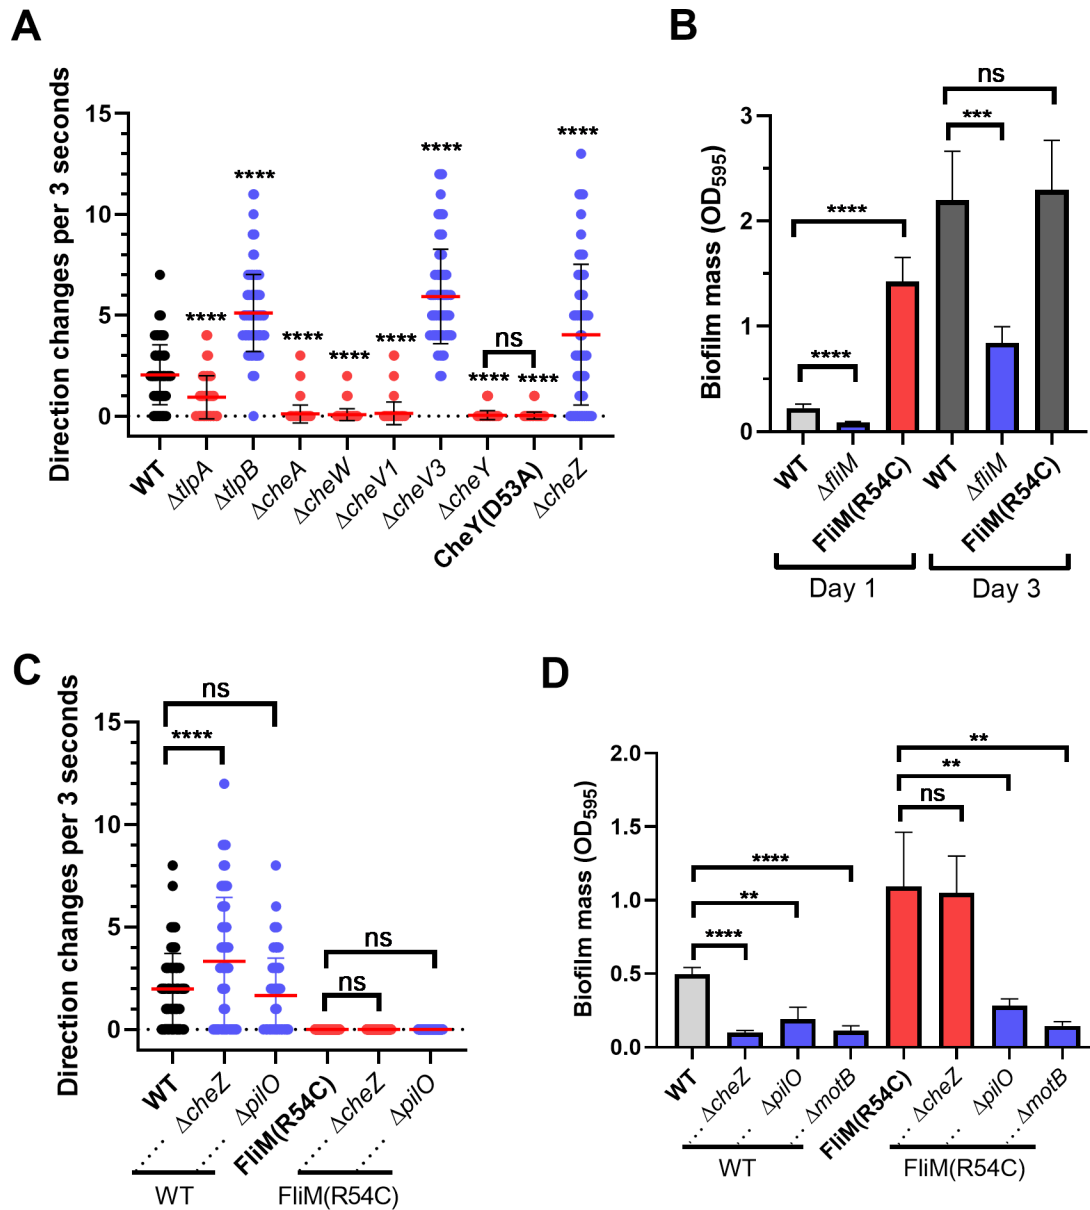 A
Direction changes per 3 seconds
15
10
5
0
****
****
****
****
****
****
ns
****
****
****
WT
ΔtlpA
ΔtlpB
ΔcheA
ΔcheW
ΔcheV1
ΔcheV3
ΔcheY
CheY(D53A)
ΔcheZ
B
Biofilm mass (OD595)
3
2
1
0
ns
***
****
****
WT
ΔfliM
FliM(R54C)
WT
ΔfliM
FliM(R54C)
Day 1
Day 3
C
Direction changes per 3 seconds
15
10
5
0
ns
****
ns
ns
WT
ΔcheZ
ΔpilO
FliM(R54C)
ΔcheZ
ΔpilO
WT
FliM(R54C)
D
Biofilm mass (OD595)
2.0
1.5
1.0
0.5
0.0
**
**
ns
****
**
****
WT
ΔcheZ
ΔpilO
ΔmotB
FliM(R54C)
ΔcheZ
ΔpilO
ΔmotB
WT
FliM(R54C)